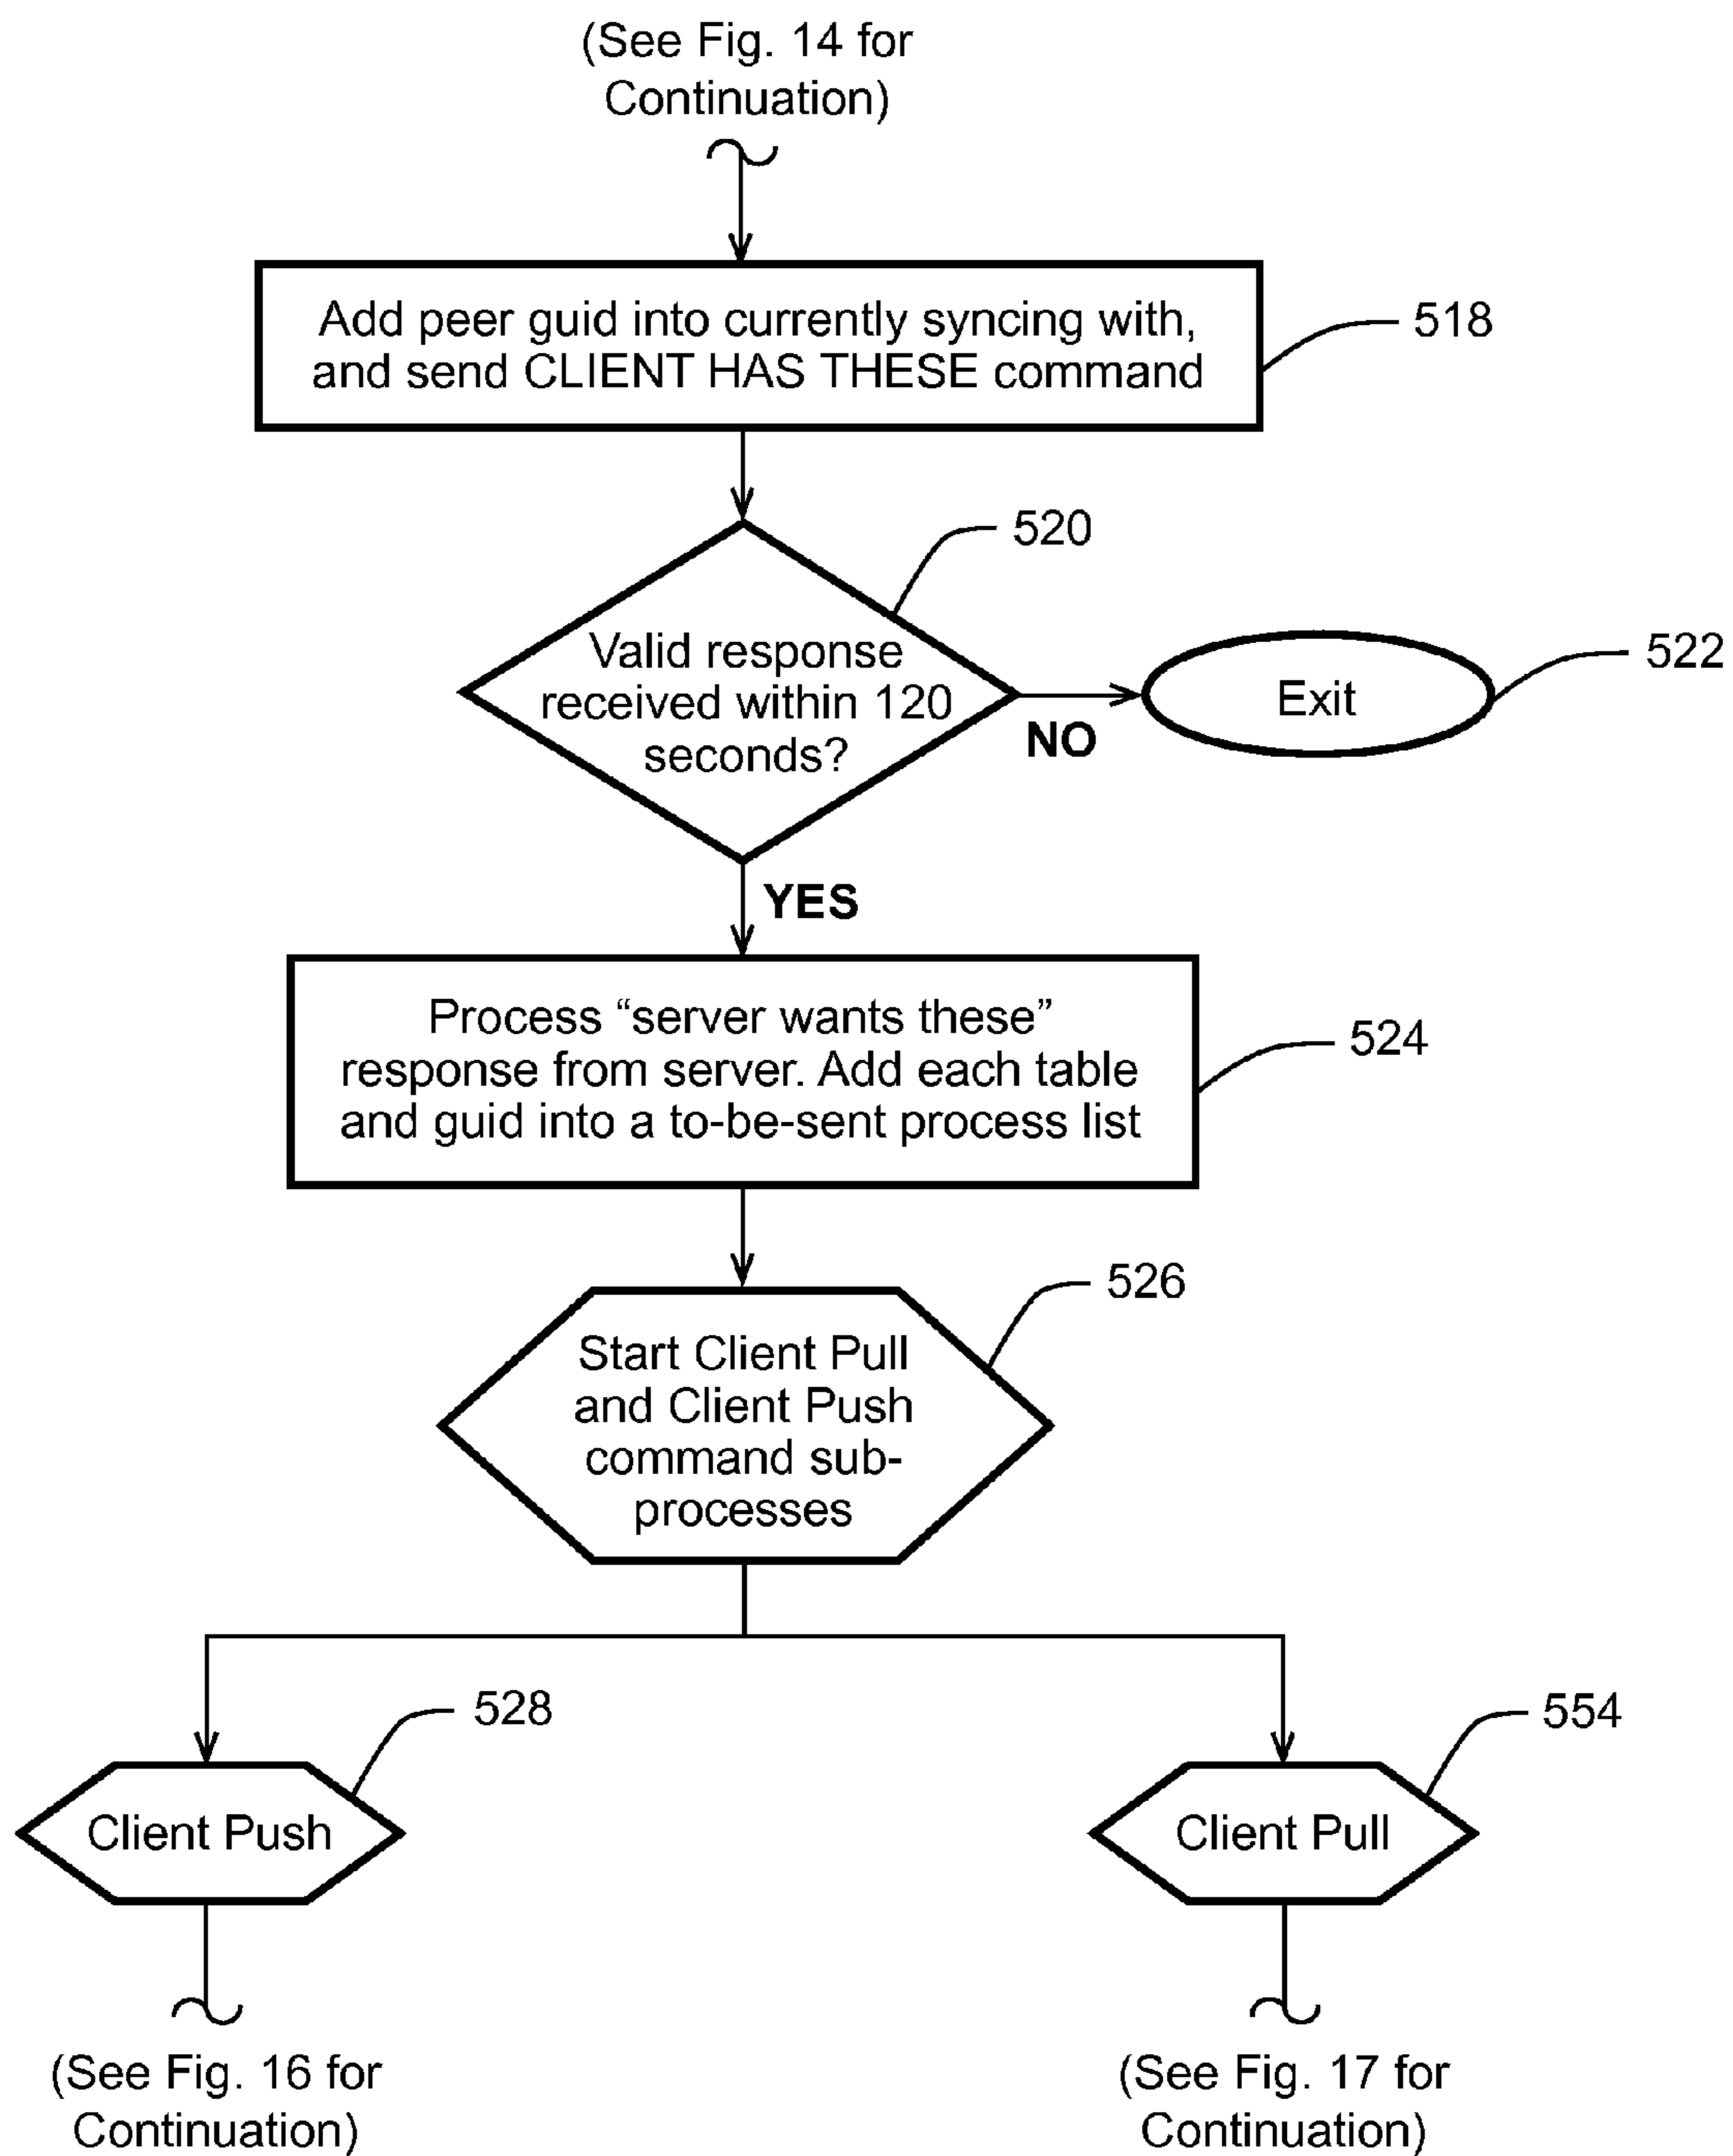 (See Fig. 14 for
Continuation)
Add peer guid into currently syncing with,
and send CLIENT HAS THESE command
518
520
Valid response
received within 120
seconds?
NO
Exit
522
YES
Process “server wants these”
response from server. Add each table
and guid into a to-be-sent process list
524
526
Start Client Pull
and Client Push
command sub-
processes
528
Client Push
554
Client Pull
(See Fig. 16 for
Continuation)
(See Fig. 17 for
Continuation)